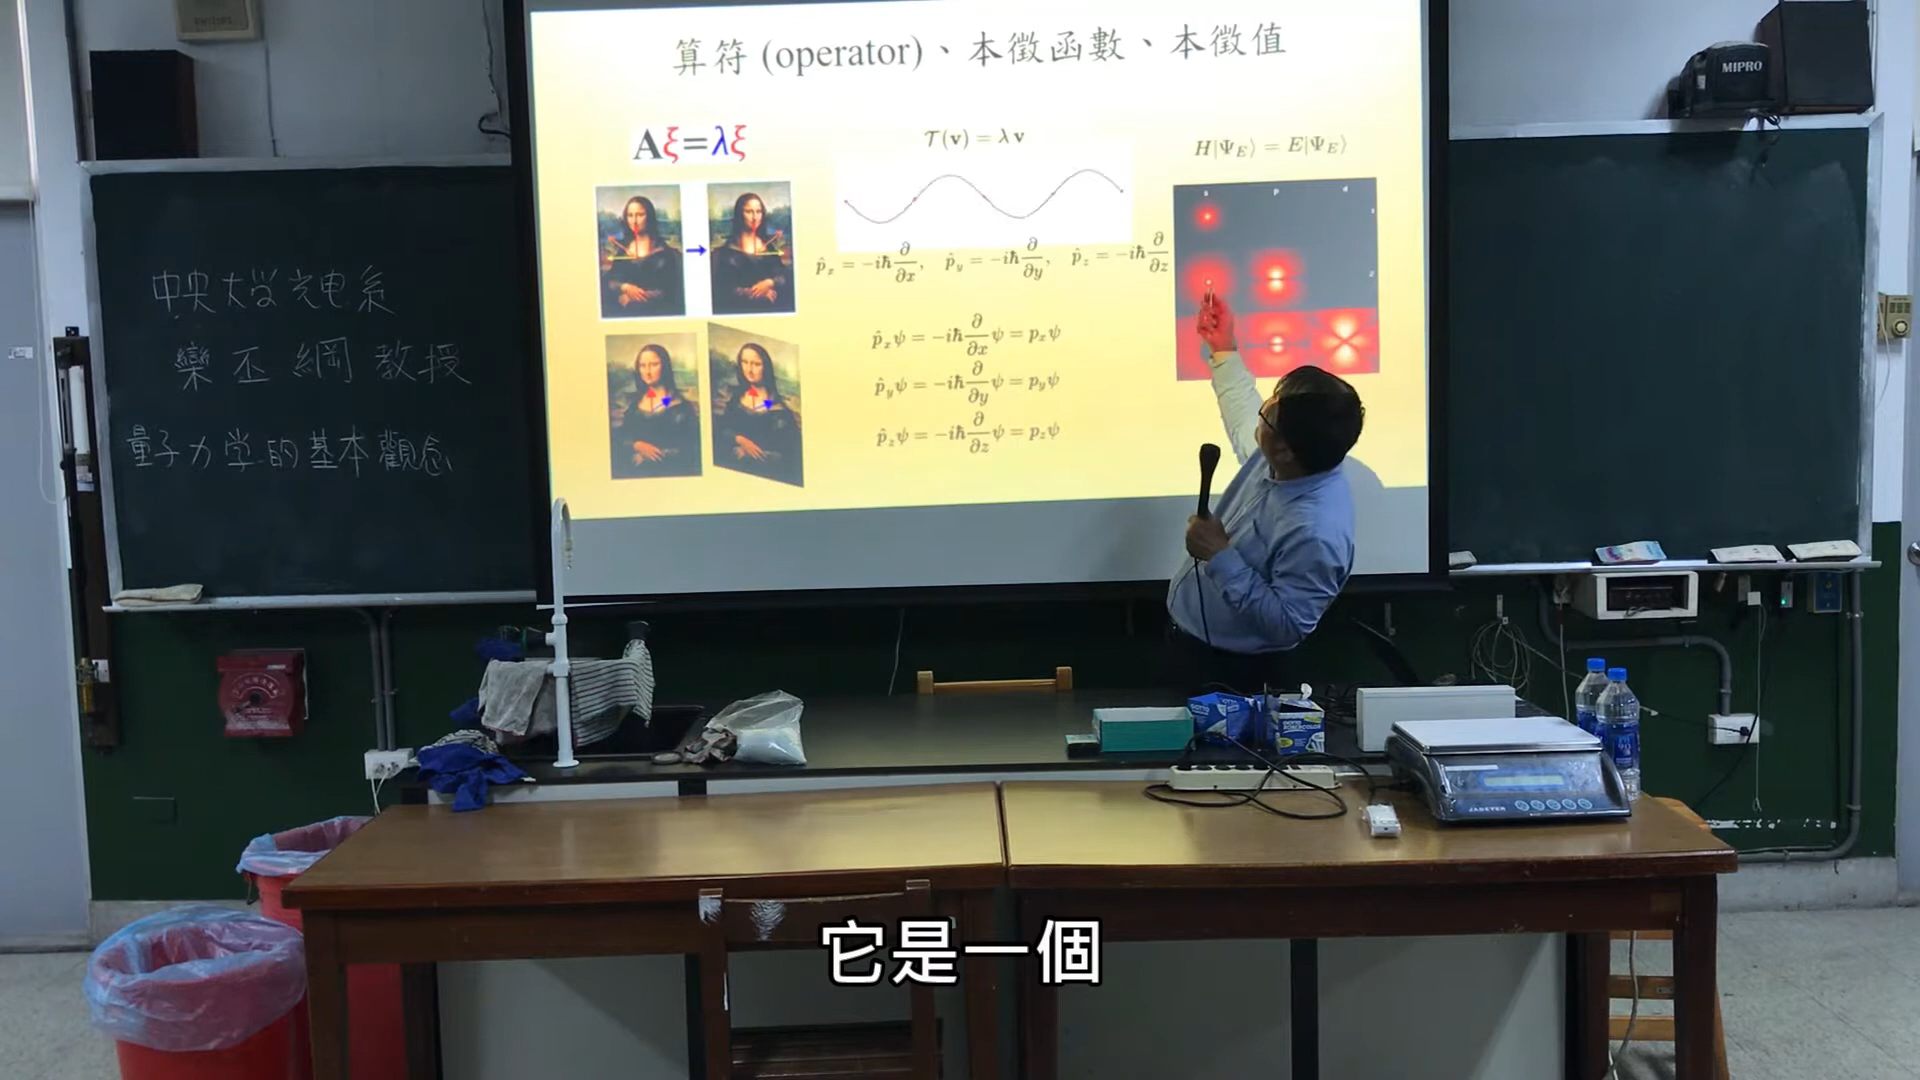 算符 (operator)、本徵函數、本徵值
Aξ=λξ
T(v) = λ v
H|Ψ_E⟩ = E|Ψ_E⟩
s p d
p̂_x = −iħ ∂/∂x, p̂_y = −iħ ∂/∂y, p̂_z = −iħ ∂/∂z
p̂_xψ = −iħ ∂/∂x ψ = p_xψ
p̂_yψ = −iħ ∂/∂y ψ = p_yψ
p̂_zψ = −iħ ∂/∂z ψ = p_zψ
中央大学光电系
欒丕綱教授
量子力学的基本觀念
PHILIPS
MIPRO
JADEVER
它是一個